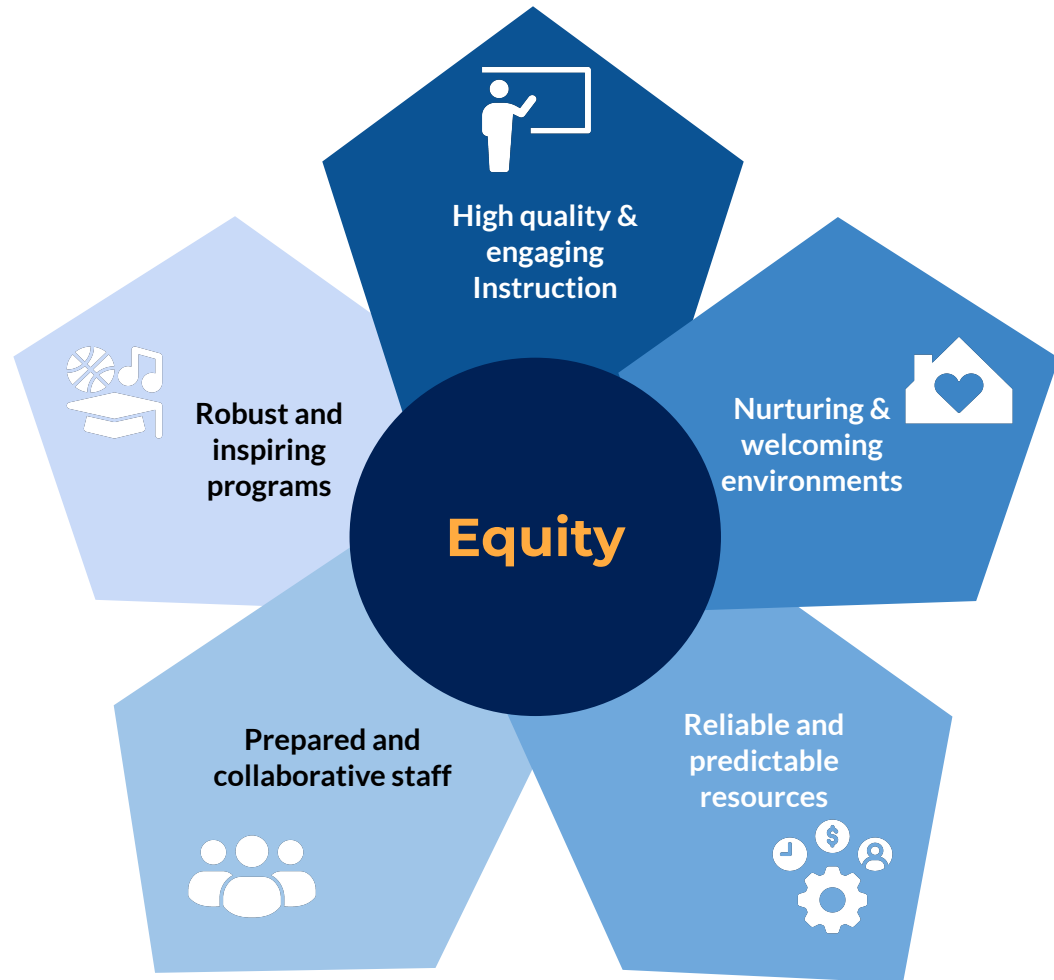 High quality &
engaging
Instruction
Nurturing &
welcoming
environments
Robust and
inspiring
programs
Equity
Reliable and
predictable
resources
$
Prepared and
collaborative staff